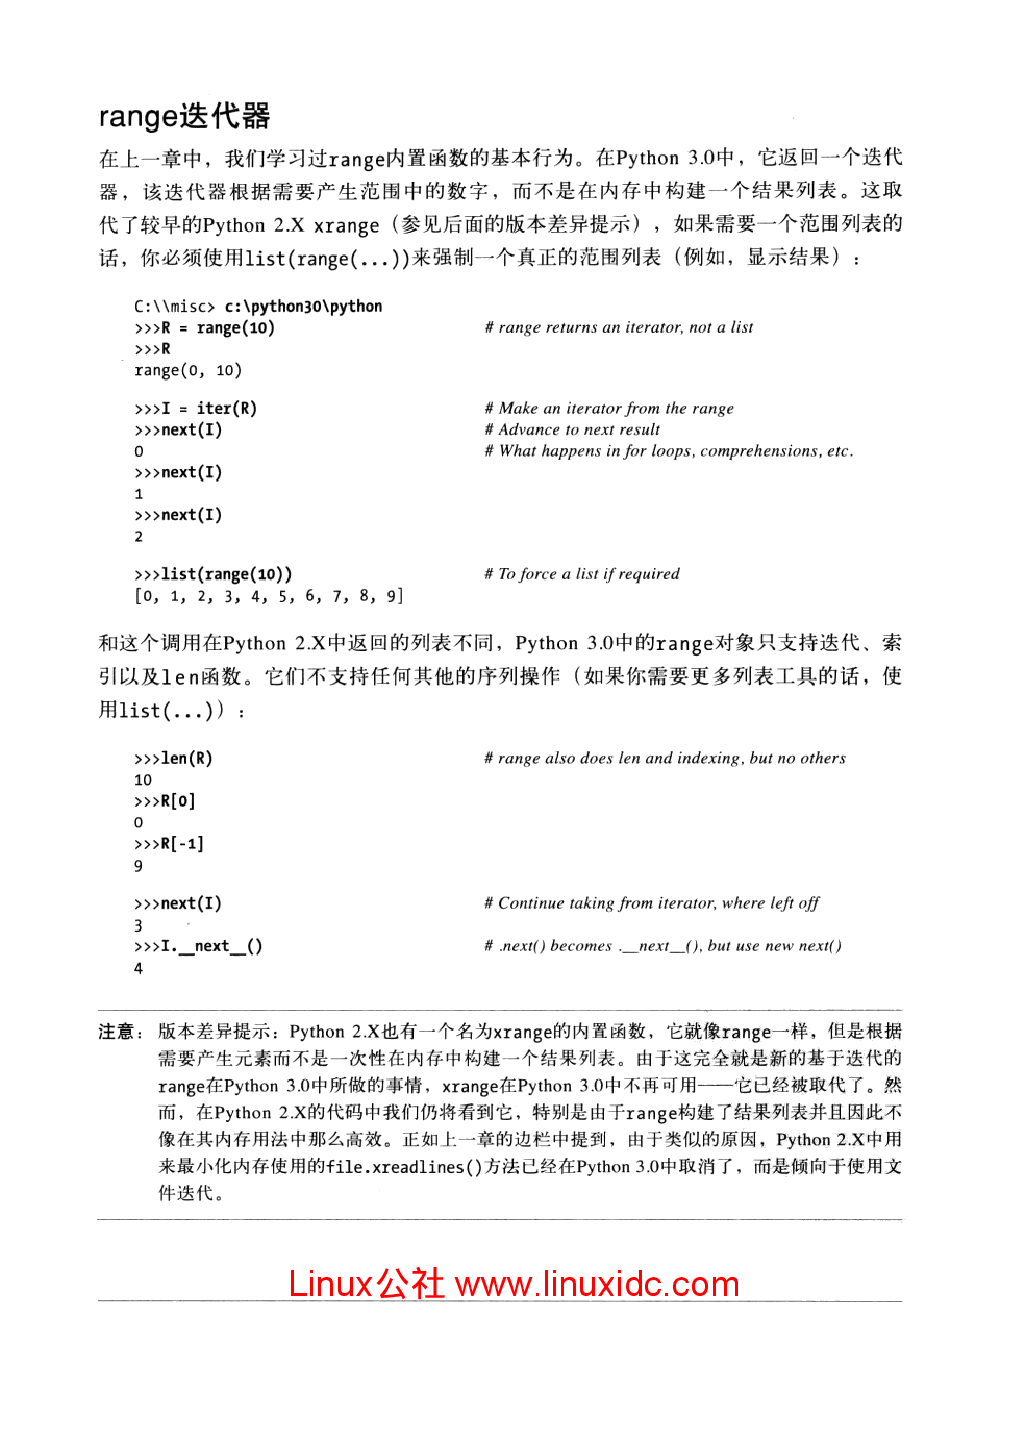 range迭代器
在上一章中，我们学习过range内置函数的基本行为。在Python 3.0中，它返回一个迭代
器，该迭代器根据需要产生范围中的数字，而不是在内存中构建一个结果列表。这取
代了较早的Python 2.X xrange（参见后面的版本差异提示），如果需要一个范围列表的
话，你必须使用list(range(...))来强制一个真正的范围列表（例如，显示结果）：
C:\\misc> c:\python30\python
>>>R = range(10) # range returns an iterator, not a list
>>>R
range(0, 10)
>>>I = iter(R) # Make an iterator from the range
>>>next(I) # Advance to next result
0 # What happens in for loops, comprehensions, etc.
>>>next(I)
1
>>>next(I)
2
>>>list(range(10)) # To force a list if required
[0, 1, 2, 3, 4, 5, 6, 7, 8, 9]
和这个调用在Python 2.X中返回的列表不同，Python 3.0中的range对象只支持迭代、索
引以及len函数。它们不支持任何其他的序列操作（如果你需要更多列表工具的话，使
用list(...)）：
>>>len(R) # range also does len and indexing, but no others
10
>>>R[0]
0
>>>R[-1]
9
>>>next(I) # Continue taking from iterator, where left off
3
>>>I.__next__() # .next() becomes .__next__(), but use new next()
4
注意：版本差异提示：Python 2.X也有一个名为xrange的内置函数，它就像range一样，但是根据
需要产生元素而不是一次性在内存中构建一个结果列表。由于这完全就是新的基于迭代的
range在Python 3.0中所做的事情，xrange在Python 3.0中不再可用——它已经被取代了。然
而，在Python 2.X的代码中我们仍将看到它，特别是由于range构建了结果列表并且因此不
像在其内存用法中那么高效。正如上一章的边栏中提到，由于类似的原因，Python 2.X中用
来最小化内存使用的file.xreadlines()方法已经在Python 3.0中取消了，而是倾向于使用文
件迭代。
Linux公社 www.linuxidc.com